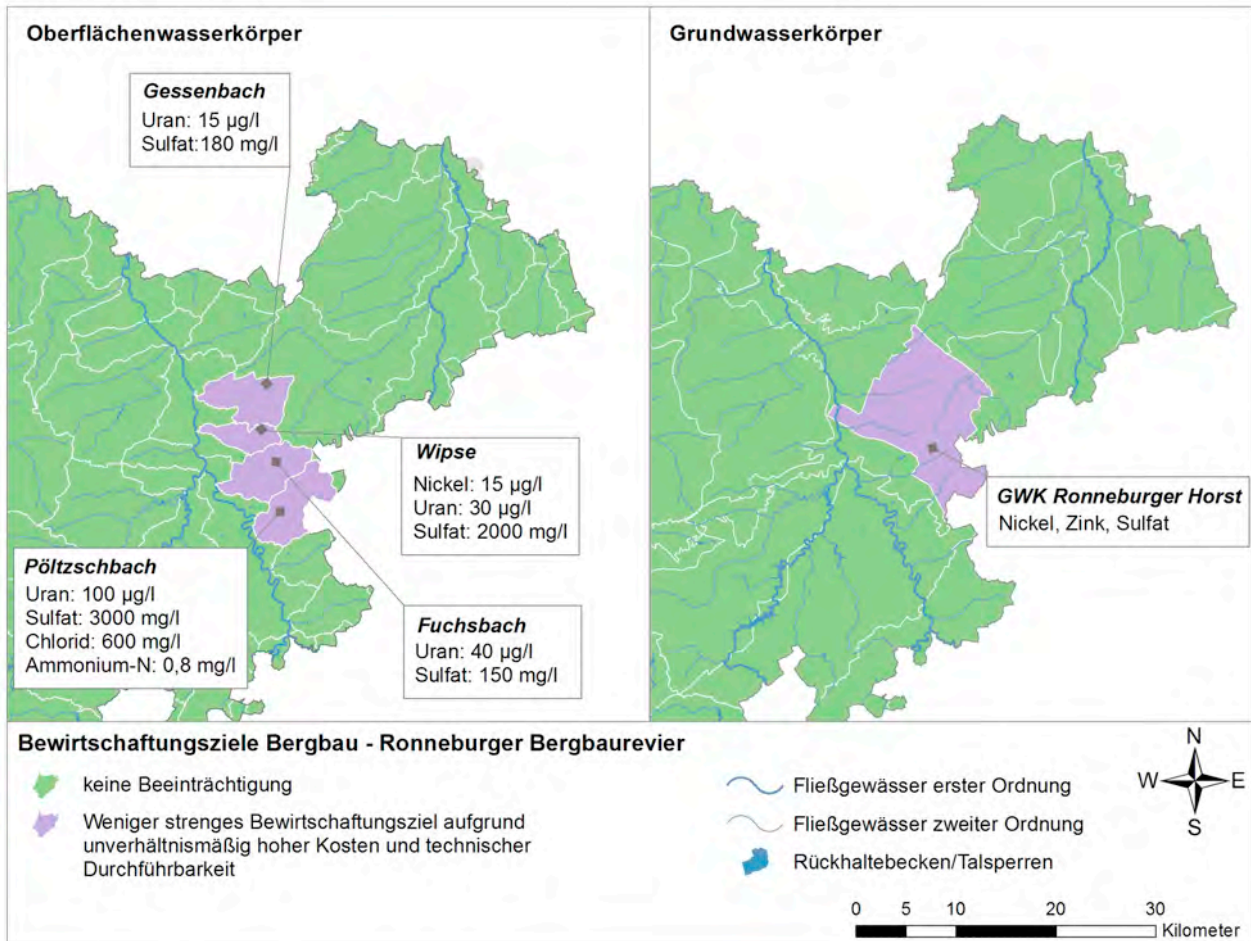 Oberflächenwasserkörper
Gessenbach
Uran: 15 µg/l
Sulfat:180 mg/l
Wipse
Nickel: 15 µg/l
Uran: 30 µg/l
Sulfat: 2000 mg/l
Pöltzschbach
Uran: 100 µg/l
Sulfat: 3000 mg/l
Chlorid: 600 mg/l
Ammonium-N: 0,8 mg/l
Fuchsbach
Uran: 40 µg/l
Sulfat: 150 mg/l
Grundwasserkörper
GWK Ronneburger Horst
Nickel, Zink, Sulfat
Bewirtschaftungsziele Bergbau - Ronneburger Bergbaurevier
keine Beeinträchtigung
Weniger strenges Bewirtschaftungsziel aufgrund
unverhältnismäßig hoher Kosten und technischer
Durchführbarkeit
Fließgewässer erster Ordnung
Fließgewässer zweiter Ordnung
Rückhaltebecken/Talsperren
N
W E
S
0 5 10 20 30
Kilometer